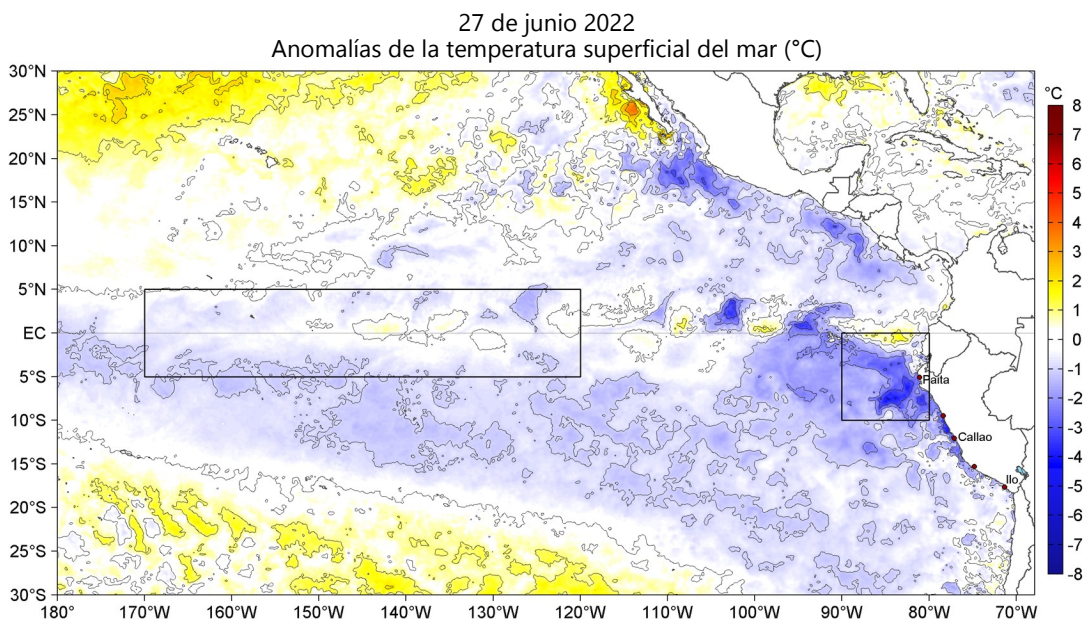 27 de junio 2022
Anomalías de la temperatura superficial del mar (°C)
30°N
25°N
20°N
15°N
10°N
5°N
EC
5°S
10°S
15°S
20°S
25°S
30°S
180
170°W
160°W
150°W
140°W
130°W
120°W
110°W
100°W
90°W
80°W
70°W
Paita
Callao
Ilo
°C
8
7
6
5
4
3
2
1
0
-1
-2
-3
-4
-5
-6
-7
-8